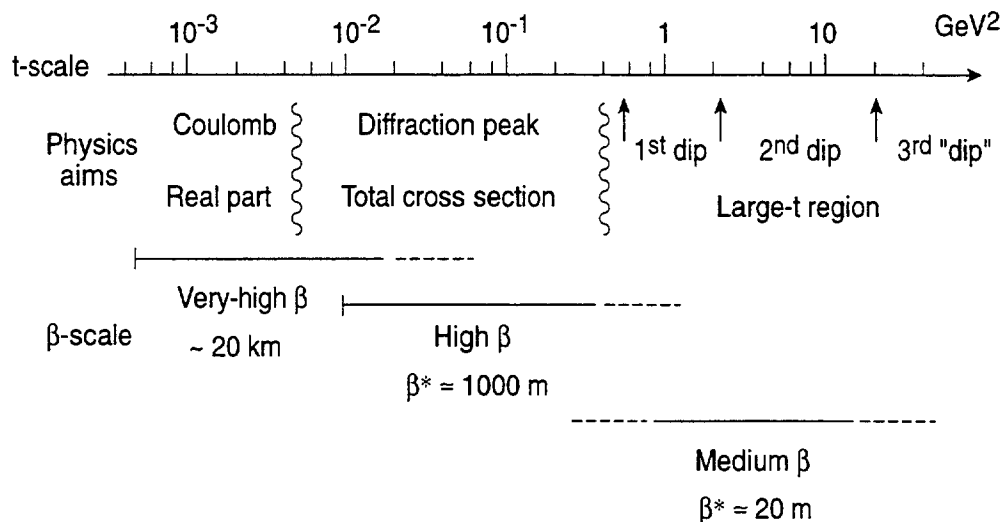 10⁻³ 10⁻² 10⁻¹ 1 10 GeV²
t-scale
Coulomb Diffraction peak 1st dip 2nd dip 3rd "dip"
Physics
aims
Real part Total cross section Large-t region
Very-high β
β-scale ~ 20 km
High β
β* ≃ 1000 m
Medium β
β* ≃ 20 m